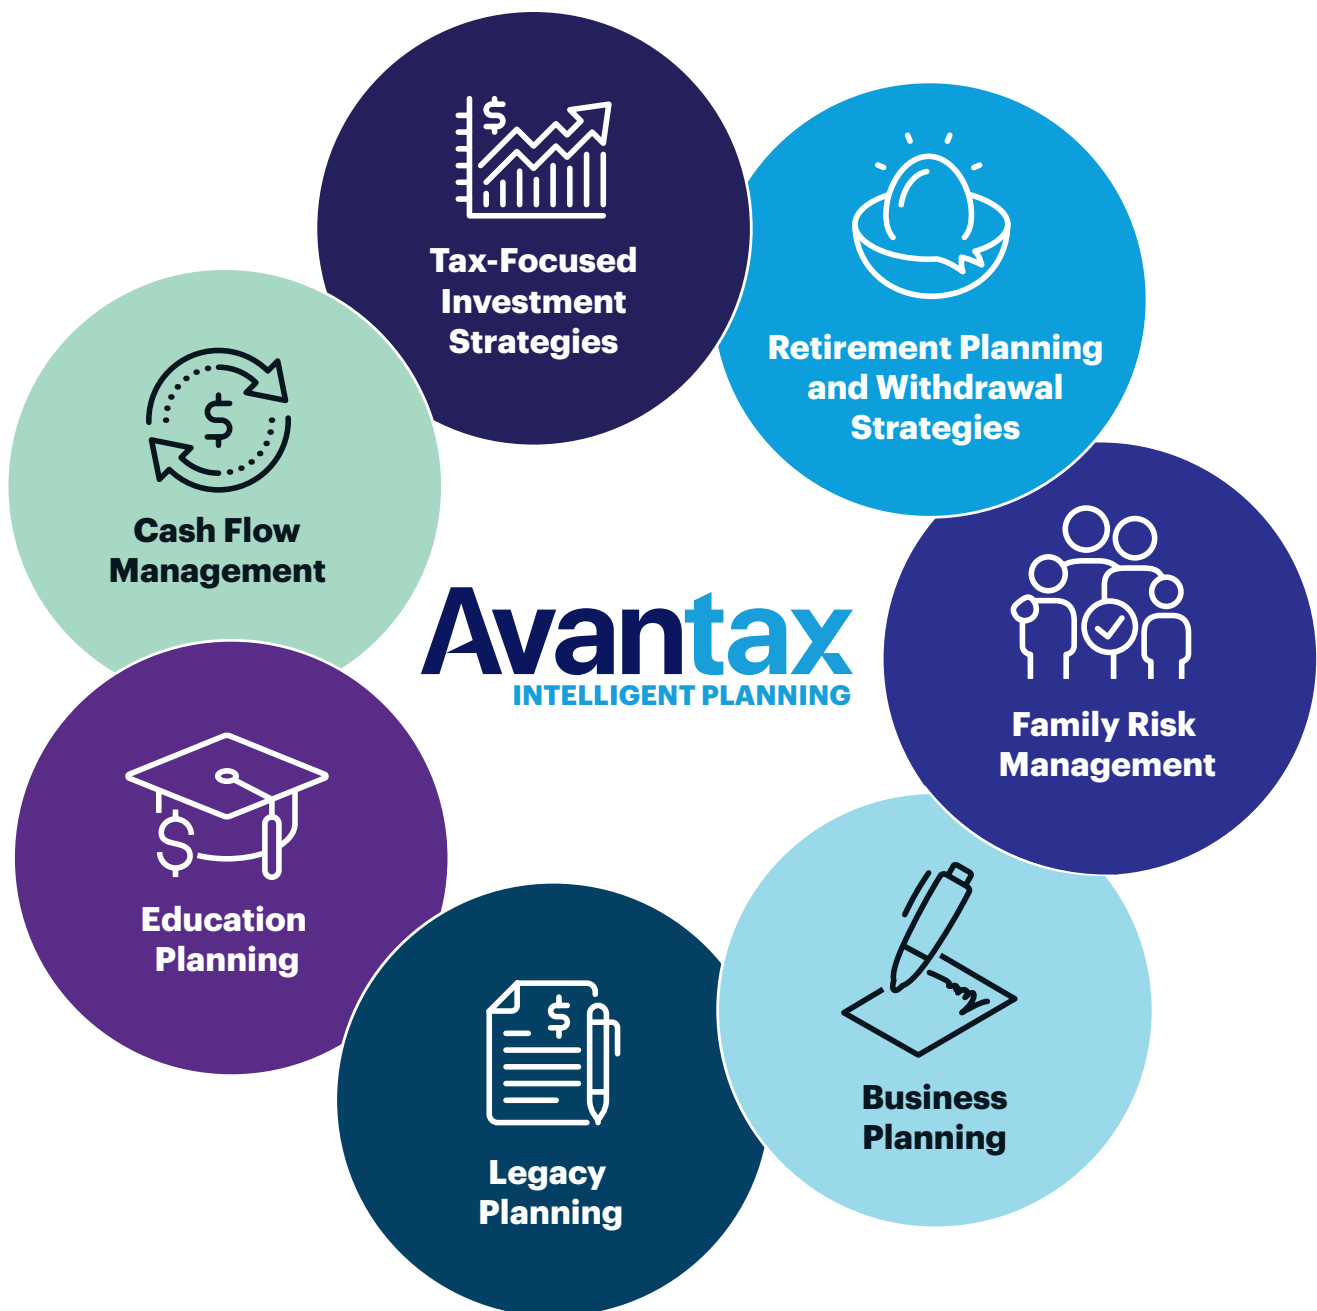 $
Tax-Focused
Investment
Strategies
Retirement Planning
and Withdrawal
Strategies
$
Cash Flow
Management
Avantax
INTELLIGENT PLANNING
Family Risk
Management
$
Education
Planning
$
Legacy
Planning
Business
Planning